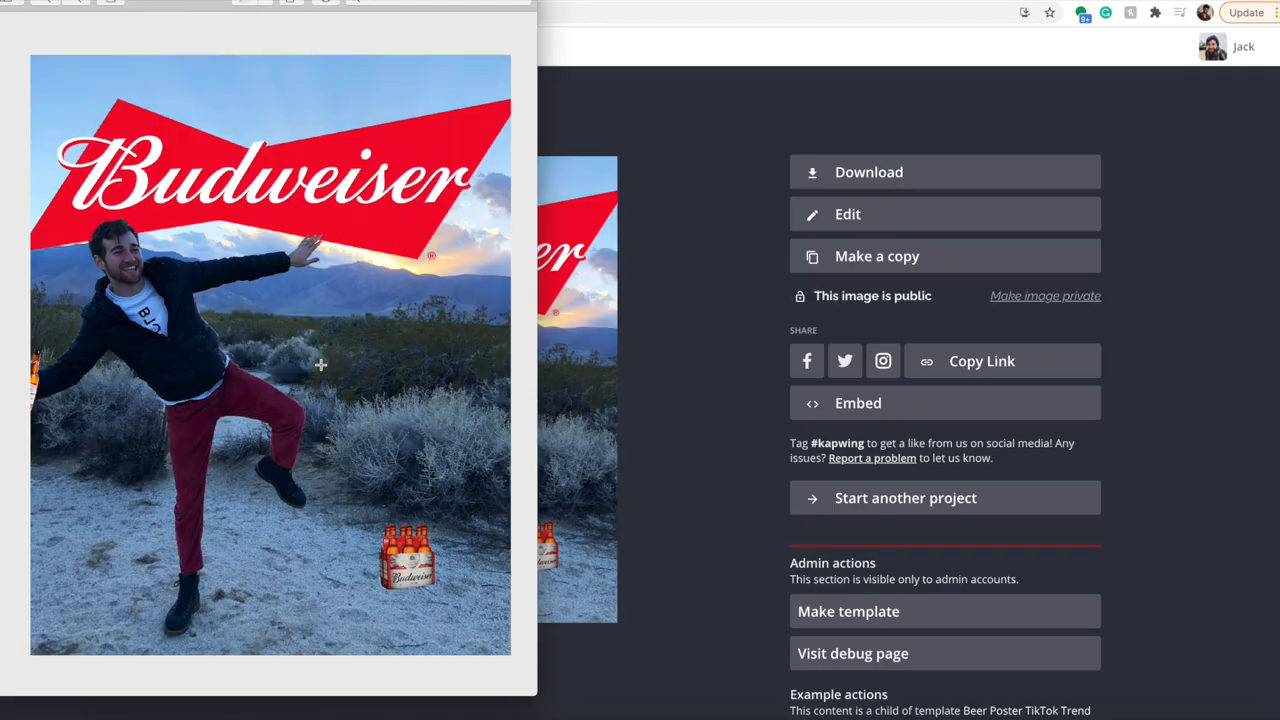 Budweiser
®
BJOR
Budweiser
er
®
9+
Update
Jack
Download
Edit
Make a copy
This image is public
Make image private
SHARE
Copy Link
Embed
Tag #kapwing to get a like from us on social media! Any
issues? Report a problem to let us know.
Start another project
Admin actions
This section is visible only to admin accounts.
Make template
Visit debug page
Example actions
This content is a child of template Beer Poster TikTok Trend